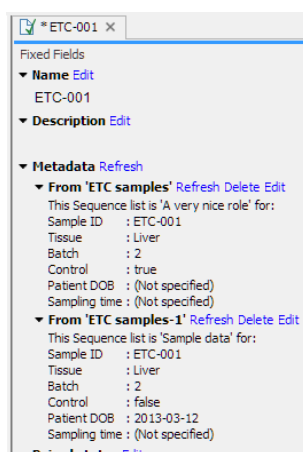 * ETC-001 ×
Fixed Fields
Name Edit
ETC-001
Description Edit
Metadata Refresh
From 'ETC samples' Refresh Delete Edit
This Sequence list is 'A very nice role' for:
Sample ID : ETC-001
Tissue : Liver
Batch : 2
Control : true
Patient DOB : (Not specified)
Sampling time : (Not specified)
From 'ETC samples-1' Refresh Delete Edit
This Sequence list is 'Sample data' for:
Sample ID : ETC-001
Tissue : Liver
Batch : 2
Control : false
Patient DOB : 2013-03-12
Sampling time : (Not specified)